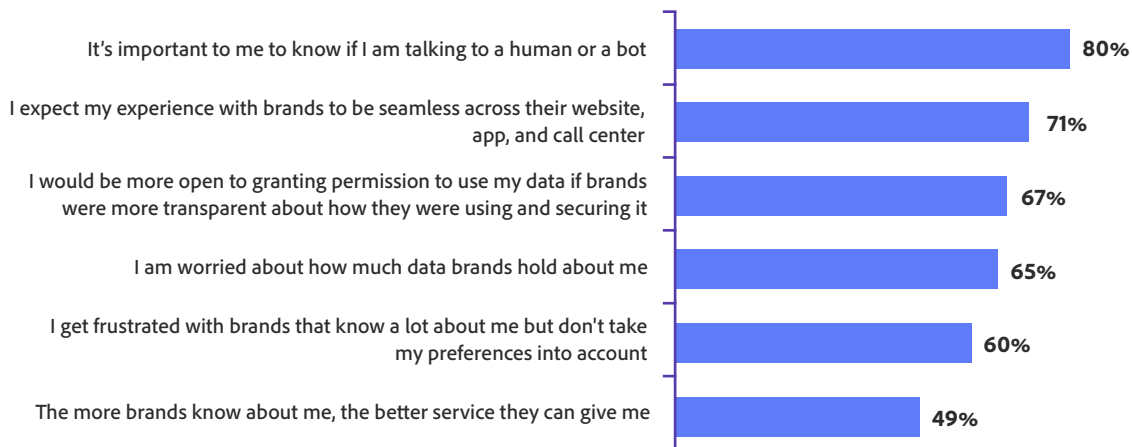 It’s important to me to know if I am talking to a human or a bot
80%
I expect my experience with brands to be seamless across their website,
app, and call center
71%
I would be more open to granting permission to use my data if brands
were more transparent about how they were using and securing it
67%
I am worried about how much data brands hold about me
65%
I get frustrated with brands that know a lot about me but don't take
my preferences into account
60%
The more brands know about me, the better service they can give me
49%